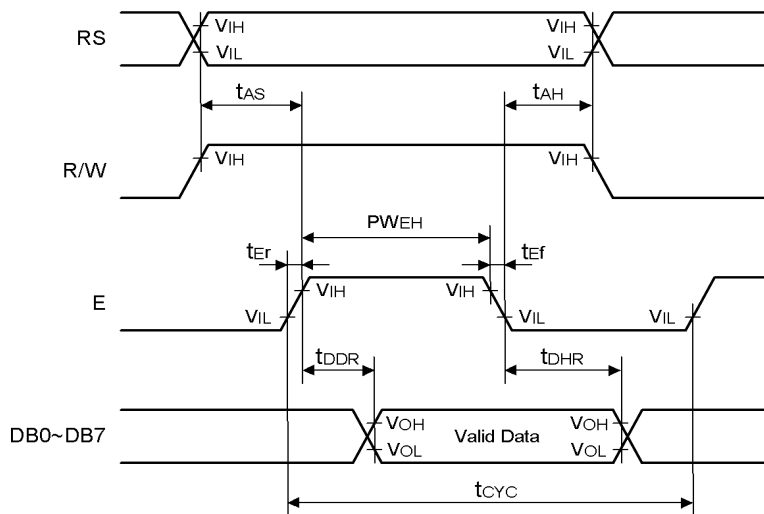 RS
VIH
VIH
VIL
VIL
tAS
tAH
R/W
VIH
VIH
PWEH
tEr
tEf
E
VIH
VIH
VIL
VIL
VIL
tDDR
tDHR
DB0~DB7
VOH
VOH
Valid Data
VOL
VOL
tCYC